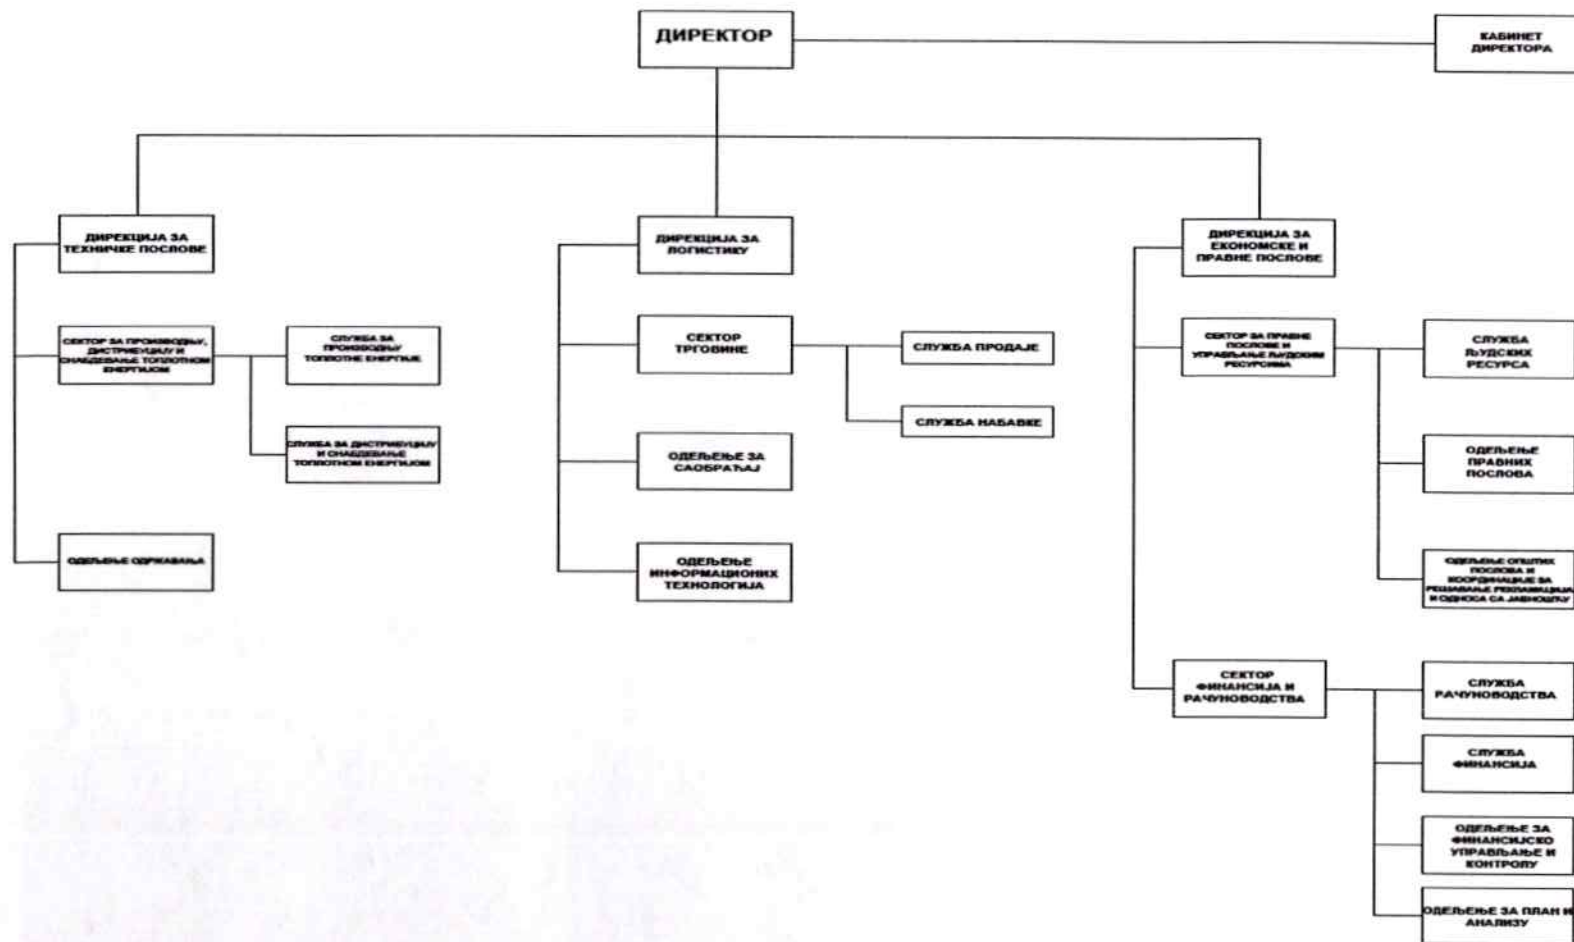 ДИРЕКТОР
КАБИНЕТ
ДИРЕКТОРА
ДИРЕКЦИЈА ЗА
ТЕХНИЧКЕ ПОСЛОВЕ
СЕКТОР ЗА ПРОИЗВОДЊУ,
ДИСТРИБУЦИЈУ И
СНАБДЕВАЊЕ ТОПЛОТНОМ
ЕНЕРГИЈОМ
СЛУЖБА ЗА
ПРОИЗВОДЊУ
ТОПЛОТНЕ ЕНЕРГИЈЕ
СЛУЖБА ЗА ДИСТРИБУЦИЈУ
И СНАБДЕВАЊЕ
ТОПЛОТНОМ ЕНЕРГИЈОМ
ОДЕЉЕЊЕ ОДРЖАВАЊА
ДИРЕКЦИЈА ЗА
ЛОГИСТИКУ
СЕКТОР
ТРГОВИНЕ
СЛУЖБА ПРОДАЈЕ
СЛУЖБА НАБАВКЕ
ОДЕЉЕЊЕ ЗА
САОБРАЋАЈ
ОДЕЉЕЊЕ
ИНФОРМАЦИОНИХ
ТЕХНОЛОГИЈА
ДИРЕКЦИЈА ЗА
ЕКОНОМСКЕ И
ПРАВНЕ ПОСЛОВЕ
СЕКТОР ЗА ПРАВНЕ
ПОСЛОВЕ И
УПРАВЉАЊЕ ЉУДСКИМ
РЕСУРСИМА
СЛУЖБА
ЉУДСКИХ
РЕСУРСА
ОДЕЉЕЊЕ
ПРАВНИХ
ПОСЛОВА
ОДЕЉЕЊЕ ОПШТИХ
ПОСЛОВА И
КООРДИНАЦИЈЕ ЗА
РЕШАВАЊЕ РЕКЛАМАЦИЈА
И ОДНОСА СА ЈАВНОШЋУ
СЕКТОР
ФИНАНСИЈА И
РАЧУНОВОДСТВА
СЛУЖБА
РАЧУНОВОДСТВА
СЛУЖБА
ФИНАНСИЈА
ОДЕЉЕЊЕ ЗА
ФИНАНСИЈСКО
УПРАВЉАЊЕ И
КОНТРОЛУ
ОДЕЉЕЊЕ ЗА ПЛАН И
АНАЛИЗУ